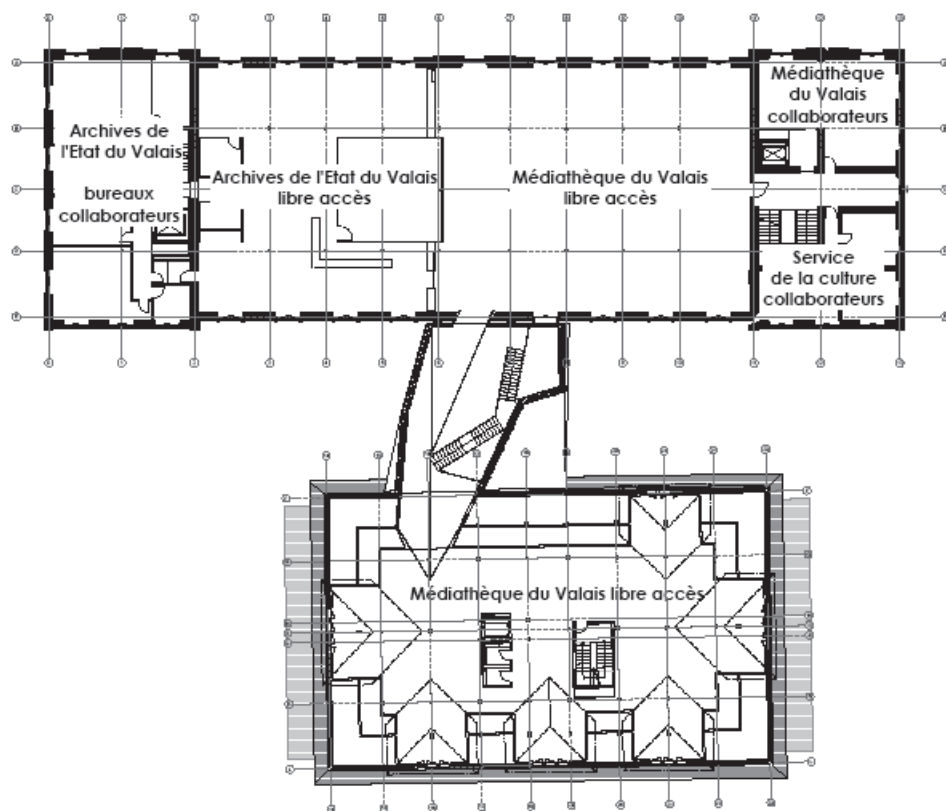 Archives de
l'Etat du Valais
bureaux
collaborateurs
Archives de l'Etat du Valais
libre accès
Médiathèque du Valais
libre accès
Médiathèque
du Valais
collaborateurs
Service
de la culture
collaborateurs
Médiathèque du Valais libre accès